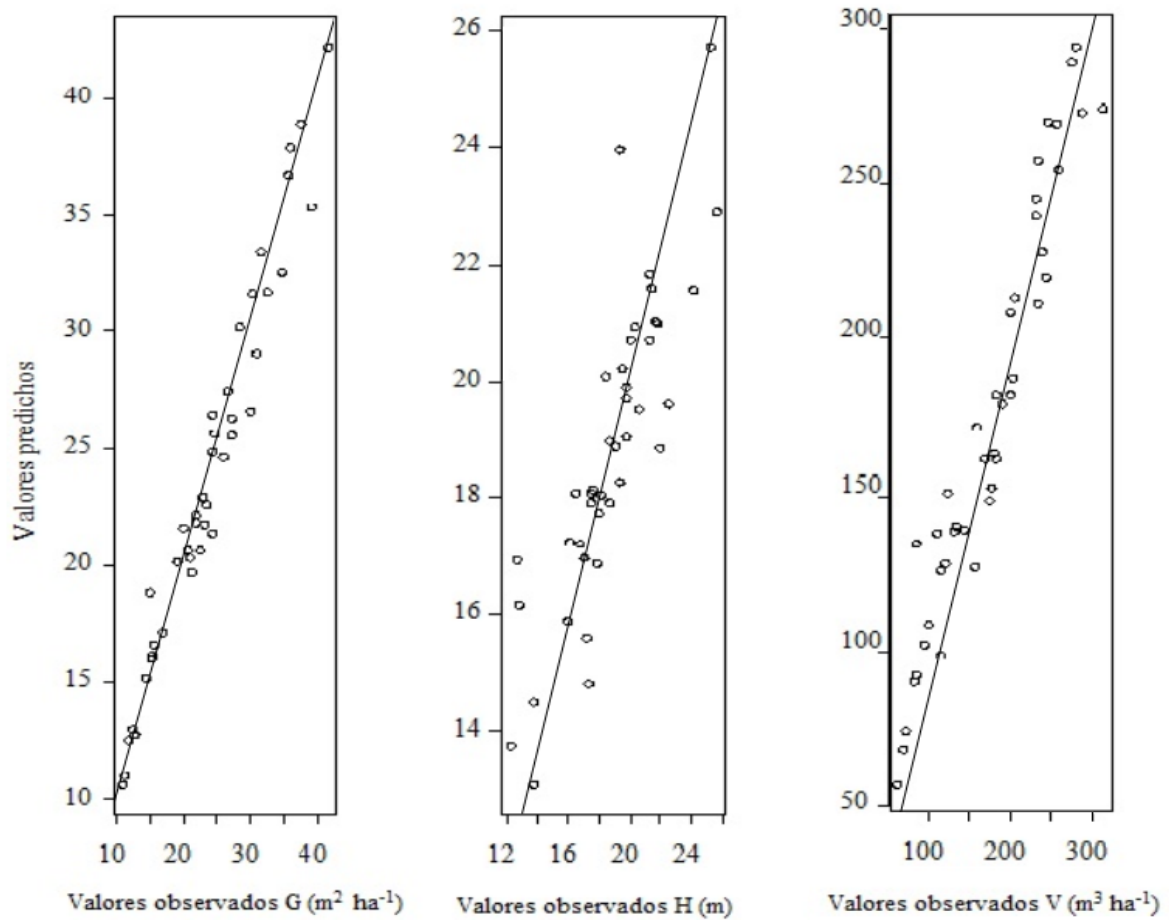 Valores predichos
40
35
30
25
20
15
10
10 20 30 40
Valores observados G (m² ha⁻¹)
26
24
22
20
18
16
14
12 16 20 24
Valores observados H (m)
300
250
200
150
100
50
100 200 300
Valores observados V (m³ ha⁻¹)